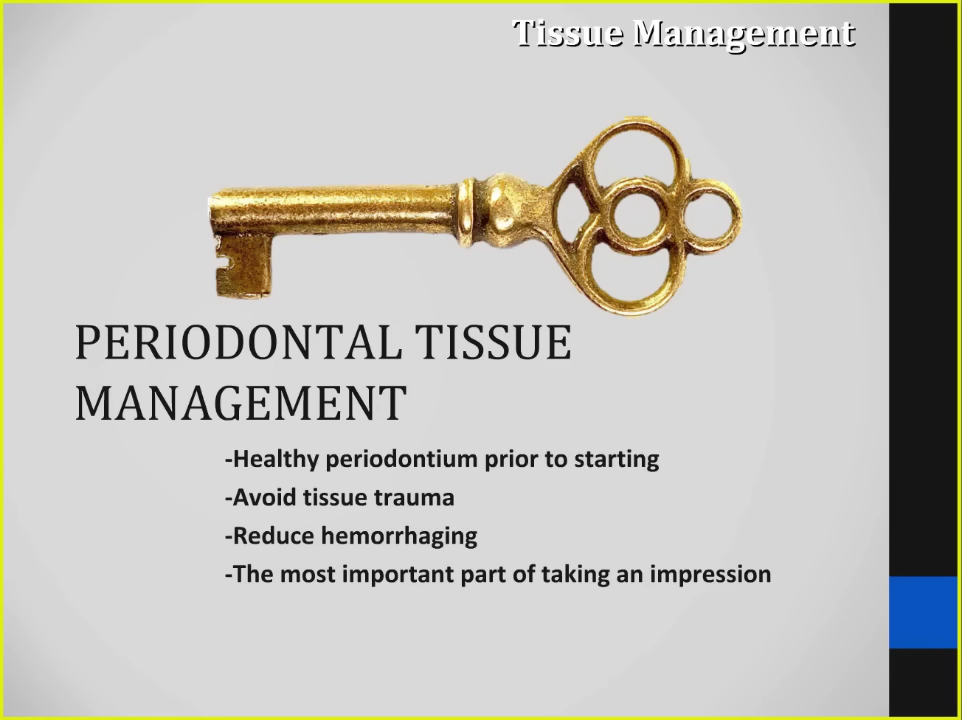 Tissue Management
PERIODONTAL TISSUE
MANAGEMENT
-Healthy periodontium prior to starting
-Avoid tissue trauma
-Reduce hemorrhaging
-The most important part of taking an impression